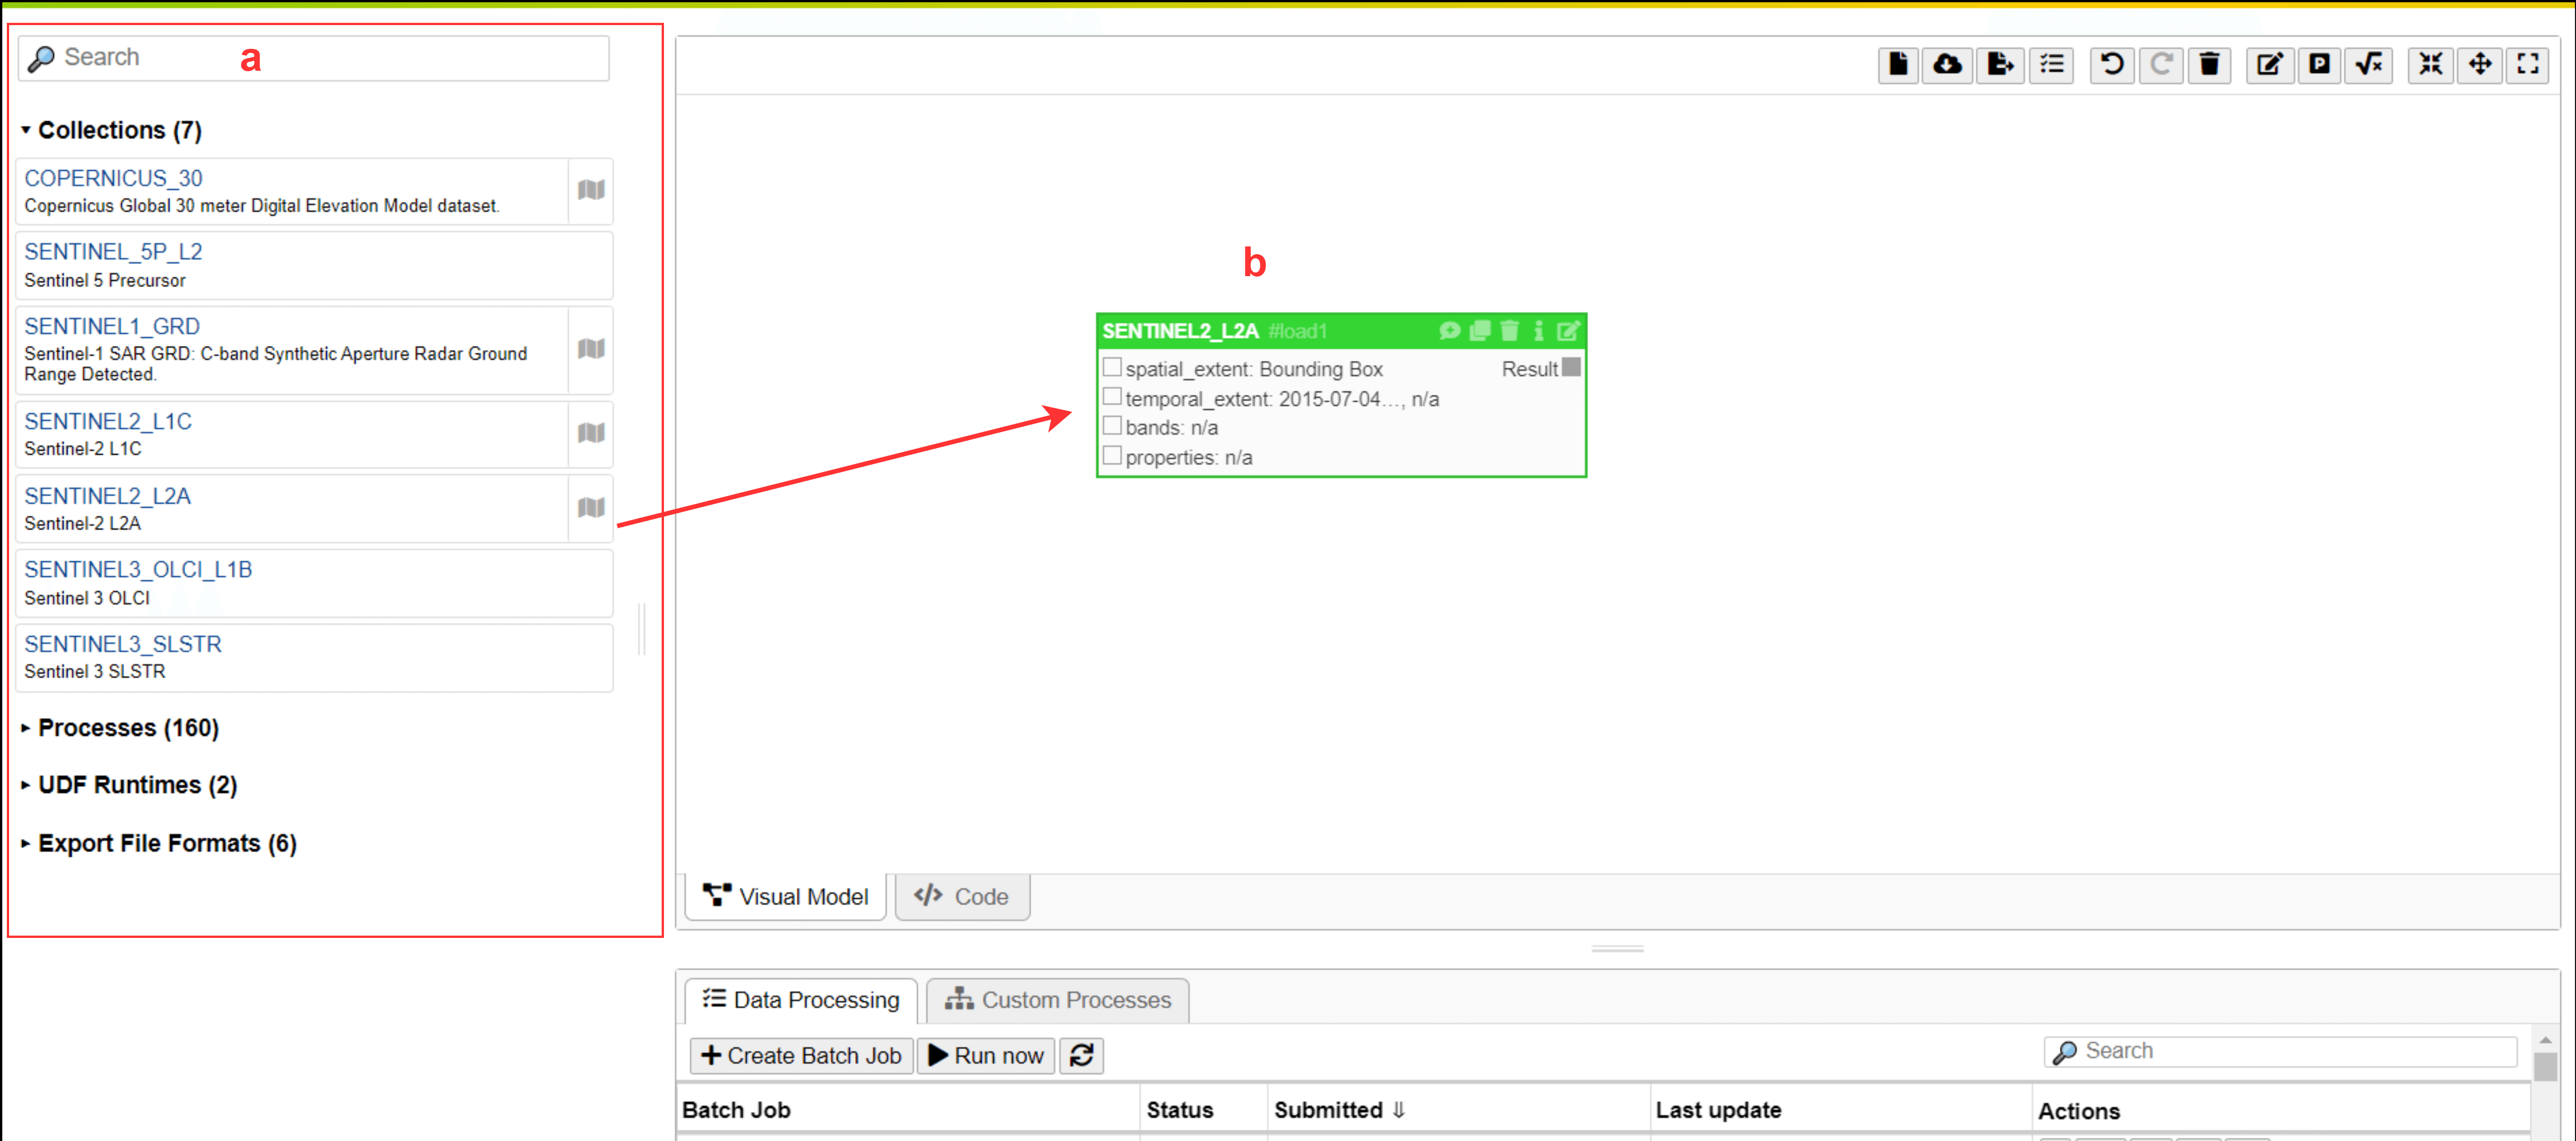 Search
a
Collections (7)
COPERNICUS_30
Copernicus Global 30 meter Digital Elevation Model dataset.
SENTINEL_5P_L2
Sentinel 5 Precursor
SENTINEL1_GRD
Sentinel-1 SAR GRD: C-band Synthetic Aperture Radar Ground
Range Detected.
SENTINEL2_L1C
Sentinel-2 L1C
SENTINEL2_L2A
Sentinel-2 L2A
SENTINEL3_OLCI_L1B
Sentinel 3 OLCI
SENTINEL3_SLSTR
Sentinel 3 SLSTR
Processes (160)
UDF Runtimes (2)
Export File Formats (6)
b
SENTINEL2_L2A #load1
spatial_extent: Bounding Box Result
temporal_extent: 2015-07-04..., n/a
bands: n/a
properties: n/a
Visual Model Code
Data Processing Custom Processes
Create Batch Job Run now Search
Batch Job Status Submitted ⇓ Last update Actions